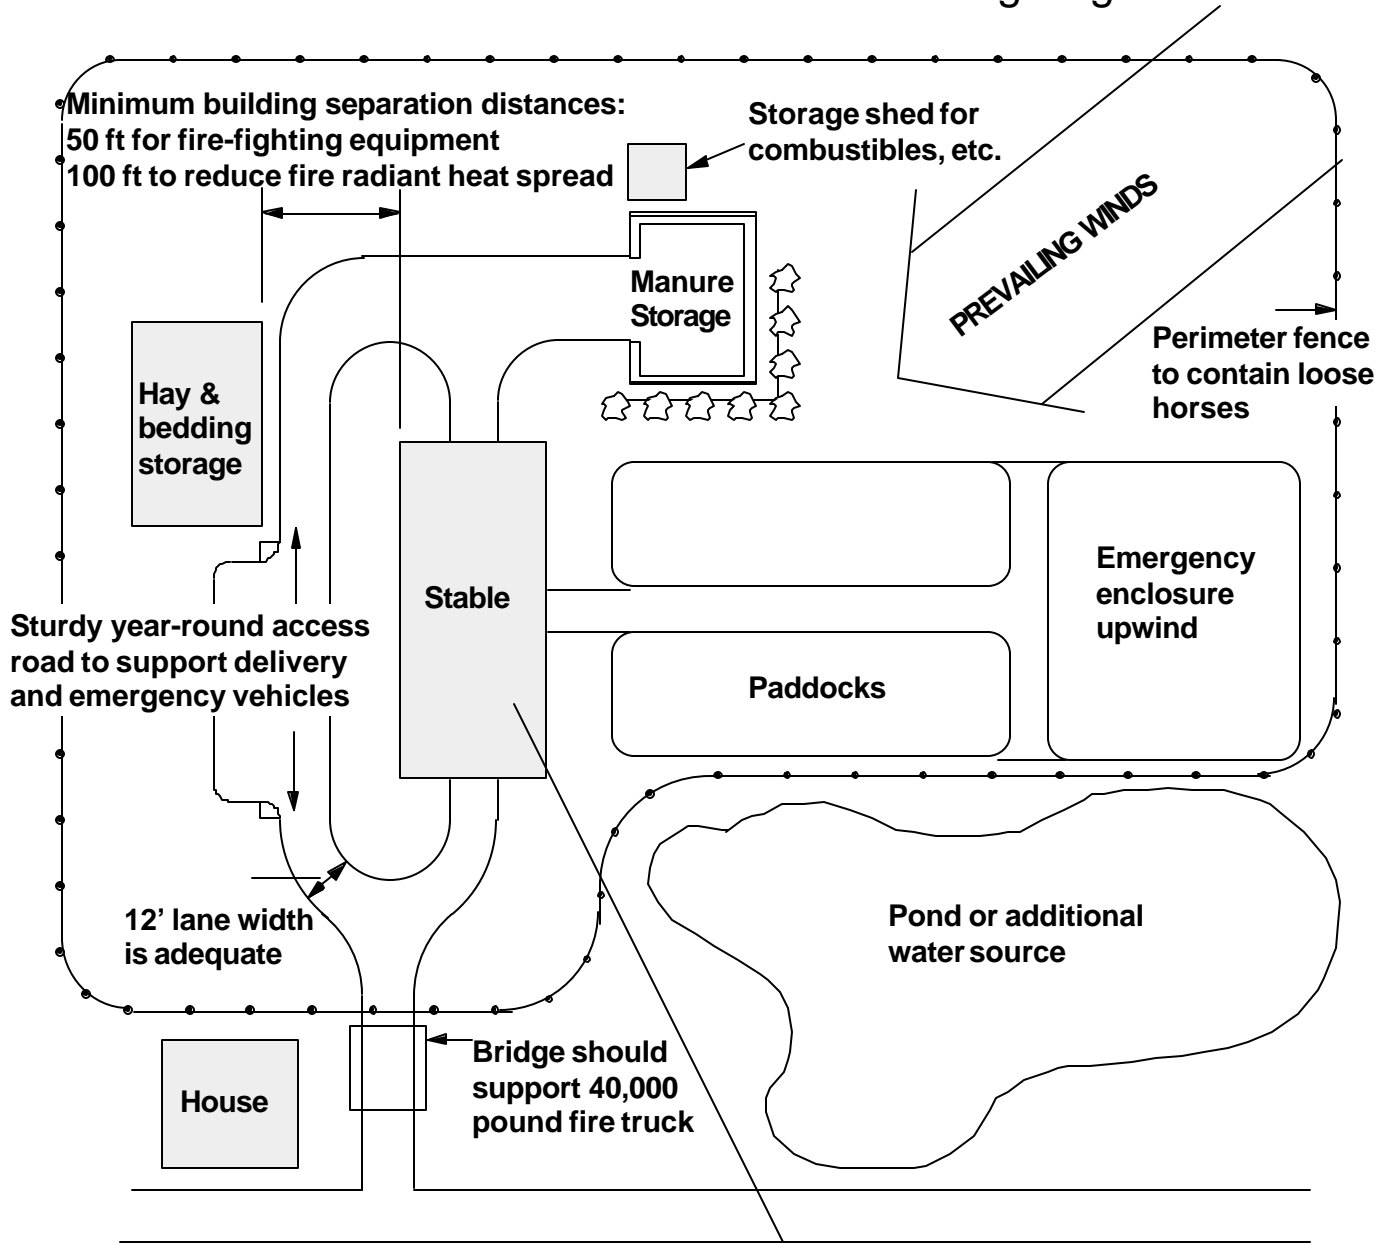 Minimum building separation distances:
50 ft for fire-fighting equipment
100 ft to reduce fire radiant heat spread
Storage shed for
combustibles, etc.
PREVAILING WINDS
Manure
Storage
Perimeter fence
to contain loose
horses
Hay &
bedding
storage
Stable
Emergency
enclosure
upwind
Sturdy year-round access
road to support delivery
and emergency vehicles
Paddocks
12’ lane width
is adequate
Pond or additional
water source
Bridge should
support 40,000
pound fire truck
House